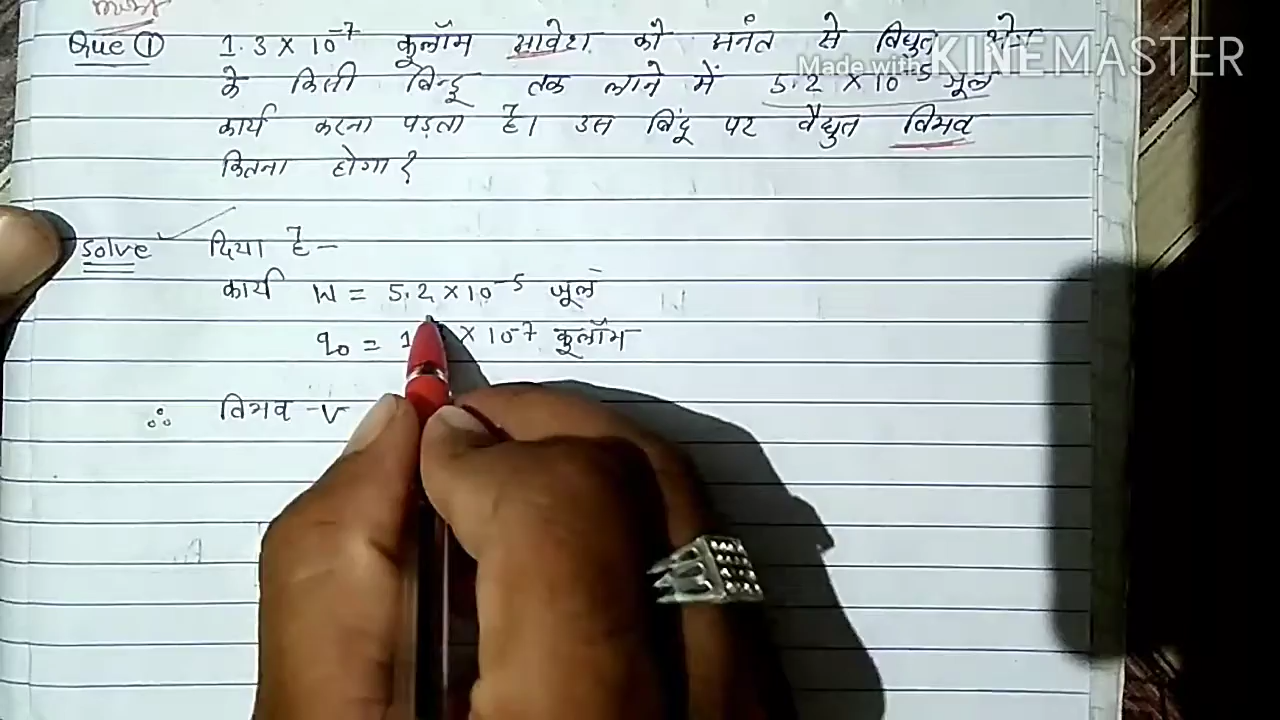 Que ① 1.3 × 10⁻⁷ कूलॉम आवेश को अनंत से विद्युत क्षेत्र
Made with KINEMASTER
के किसी बिन्दू तक लाने में 5.2 × 10⁻⁵ जूल
कार्य करना पड़ता है। उस बिंदू पर वैद्युत विभव
कितना होगा?
Solve दिया है –
कार्य W = 5.2 × 10⁻⁵ जूल
q₀ = 1 × 10⁻⁷ कूलॉम
∴ विभव - V